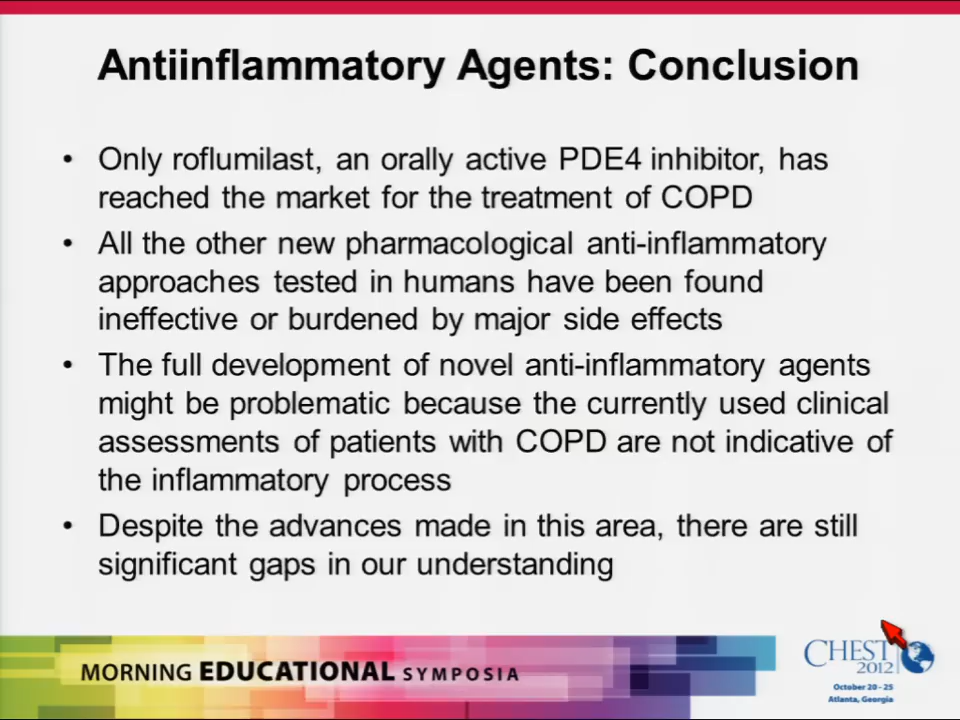 Antiinflammatory Agents: Conclusion
• Only roflumilast, an orally active PDE4 inhibitor, has
reached the market for the treatment of COPD
• All the other new pharmacological anti-inflammatory
approaches tested in humans have been found
ineffective or burdened by major side effects
• The full development of novel anti-inflammatory agents
might be problematic because the currently used clinical
assessments of patients with COPD are not indicative of
the inflammatory process
• Despite the advances made in this area, there are still
significant gaps in our understanding
MORNING EDUCATIONAL SYMPOSIA
CHEST
2012
October 20–25
Atlanta, Georgia